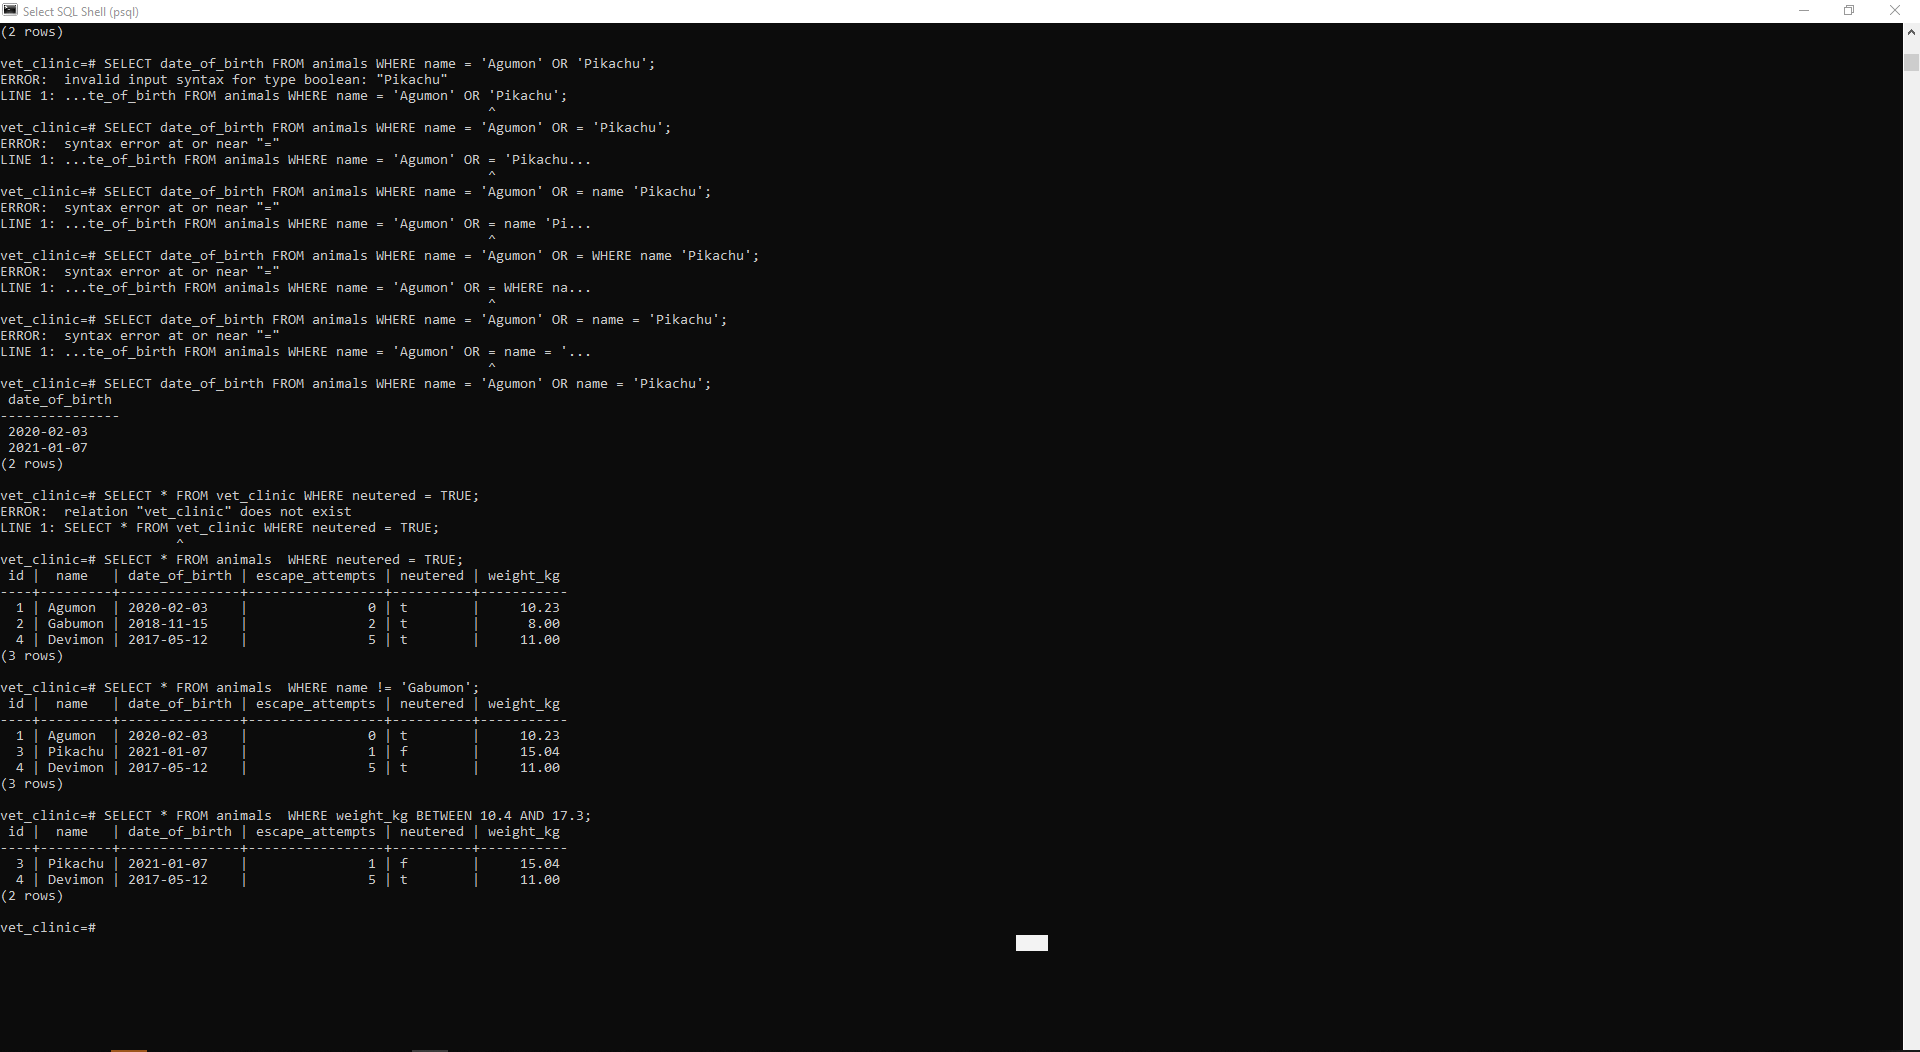 Select SQL Shell (psql)
(2 rows)
vet_clinic=# SELECT date_of_birth FROM animals WHERE name = 'Agumon' OR 'Pikachu';
ERROR:  invalid input syntax for type boolean: "Pikachu"
LINE 1: ...te_of_birth FROM animals WHERE name = 'Agumon' OR 'Pikachu';
                                                             ^
vet_clinic=# SELECT date_of_birth FROM animals WHERE name = 'Agumon' OR = 'Pikachu';
ERROR:  syntax error at or near "="
LINE 1: ...te_of_birth FROM animals WHERE name = 'Agumon' OR = 'Pikachu...
                                                             ^
vet_clinic=# SELECT date_of_birth FROM animals WHERE name = 'Agumon' OR = name 'Pikachu';
ERROR:  syntax error at or near "="
LINE 1: ...te_of_birth FROM animals WHERE name = 'Agumon' OR = name 'Pi...
                                                             ^
vet_clinic=# SELECT date_of_birth FROM animals WHERE name = 'Agumon' OR = WHERE name 'Pikachu';
ERROR:  syntax error at or near "="
LINE 1: ...te_of_birth FROM animals WHERE name = 'Agumon' OR = WHERE na...
                                                             ^
vet_clinic=# SELECT date_of_birth FROM animals WHERE name = 'Agumon' OR = name = 'Pikachu';
ERROR:  syntax error at or near "="
LINE 1: ...te_of_birth FROM animals WHERE name = 'Agumon' OR = name = '...
                                                             ^
vet_clinic=# SELECT date_of_birth FROM animals WHERE name = 'Agumon' OR name = 'Pikachu';
 date_of_birth
---------------
 2020-02-03
 2021-01-07
(2 rows)
vet_clinic=# SELECT * FROM vet_clinic WHERE neutered = TRUE;
ERROR:  relation "vet_clinic" does not exist
LINE 1: SELECT * FROM vet_clinic WHERE neutered = TRUE;
                      ^
vet_clinic=# SELECT * FROM animals  WHERE neutered = TRUE;
 id |  name   | date_of_birth | escape_attempts | neutered | weight_kg
----+---------+---------------+-----------------+----------+-----------
  1 | Agumon  | 2020-02-03    |               0 | t        |     10.23
  2 | Gabumon | 2018-11-15    |               2 | t        |      8.00
  4 | Devimon | 2017-05-12    |               5 | t        |     11.00
(3 rows)
vet_clinic=# SELECT * FROM animals  WHERE name != 'Gabumon';
 id |  name   | date_of_birth | escape_attempts | neutered | weight_kg
----+---------+---------------+-----------------+----------+-----------
  1 | Agumon  | 2020-02-03    |               0 | t        |     10.23
  3 | Pikachu | 2021-01-07    |               1 | f        |     15.04
  4 | Devimon | 2017-05-12    |               5 | t        |     11.00
(3 rows)
vet_clinic=# SELECT * FROM animals  WHERE weight_kg BETWEEN 10.4 AND 17.3;
 id |  name   | date_of_birth | escape_attempts | neutered | weight_kg
----+---------+---------------+-----------------+----------+-----------
  3 | Pikachu | 2021-01-07    |               1 | f        |     15.04
  4 | Devimon | 2017-05-12    |               5 | t        |     11.00
(2 rows)
vet_clinic=#